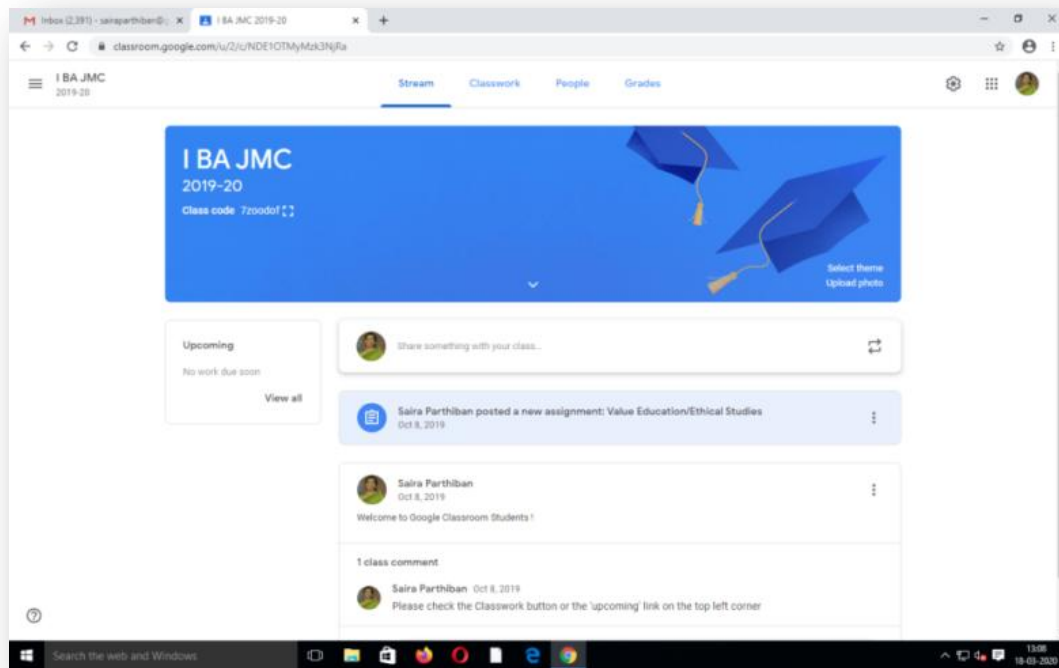 Inbox (2,391) - sairaparthiban@
I BA JMC 2019-20
classroom.google.com/u/2/c/NDE1OTMyMzk3NjRa
I BA JMC
2019-20
Stream Classwork People Grades
I BA JMC
2019-20
Class code 7zoodof
Select theme
Upload photo
Upcoming
No work due soon
View all
Share something with your class...
Saira Parthiban posted a new assignment: Value Education/Ethical Studies
Oct 8, 2019
Saira Parthiban
Oct 8, 2019
Welcome to Google Classroom Students !
1 class comment
Saira Parthiban Oct 8, 2019
Please check the Classwork button or the 'upcoming' link on the top left corner
Search the web and Windows
13:08
18-03-2020